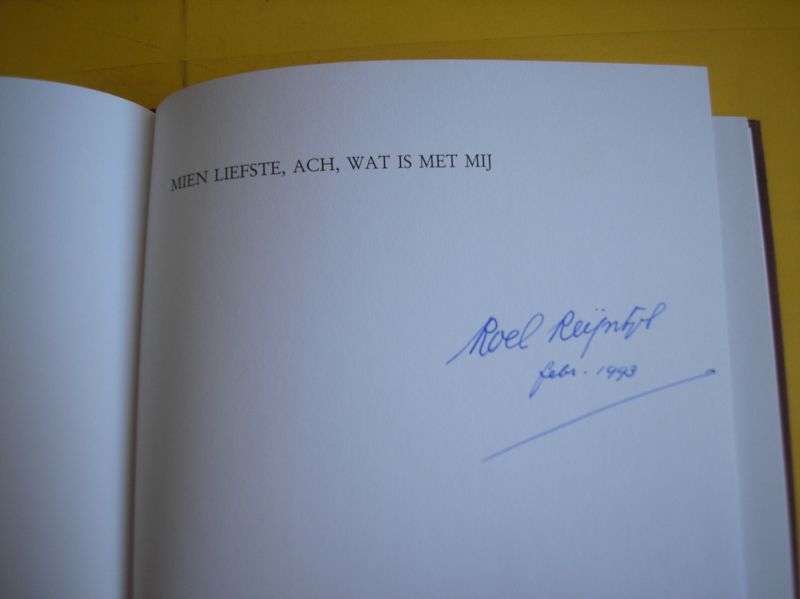 MIEN LIEFSTE, ACH, WAT IS MET MIJ
Roel Reijntjes
febr. 1993